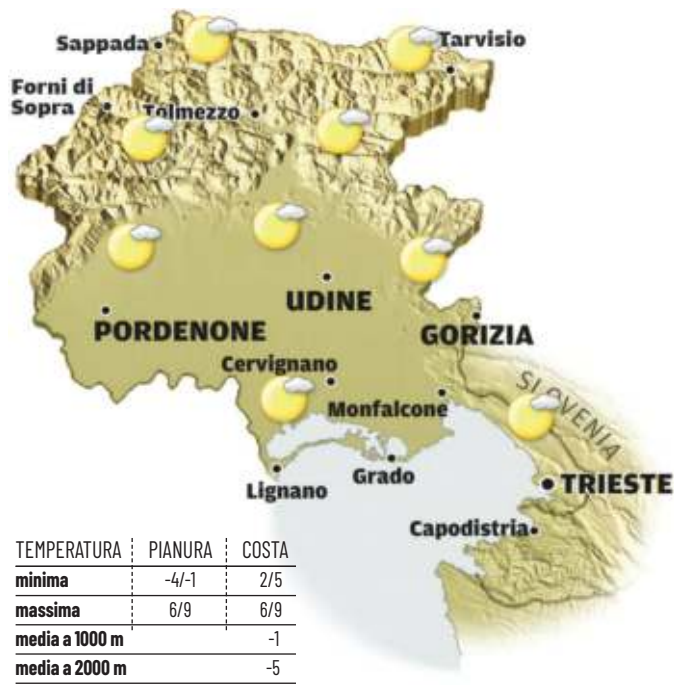 Sappada
Tarvisio
Forni di
Sopra
Tolmezzo
UDINE
PORDENONE
GORIZIA
Cervignano
Monfalcone
SLOVENIA
Lignano
Grado
TRIESTE
Capodistria
TEMPERATURA PIANURA COSTA
minima -4/-1 2/5
massima 6/9 6/9
media a 1000 m -1
media a 2000 m -5